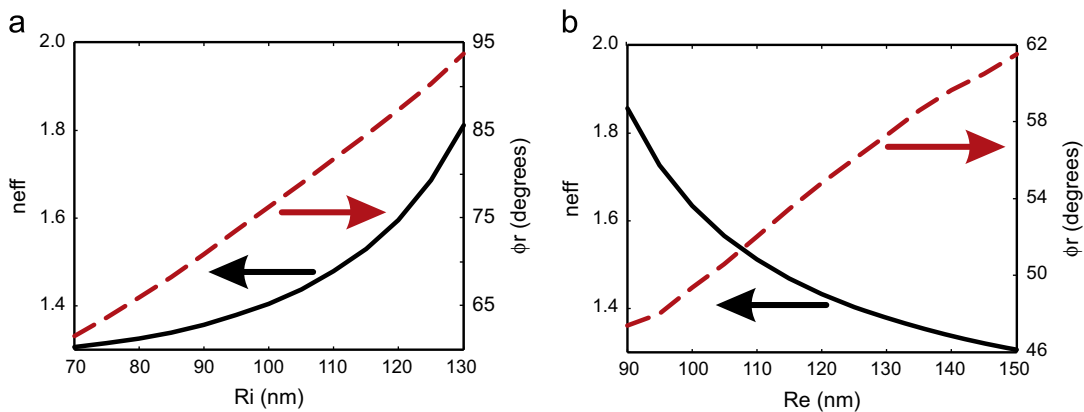 a
2.0
1.8
1.6
1.4
neff
70 80 90 100 110 120 130
Ri (nm)
95
85
75
65
ϕr (degrees)
b
2.0
1.8
1.6
1.4
neff
90 100 110 120 130 140 150
Re (nm)
62
58
54
50
46
ϕr (degrees)